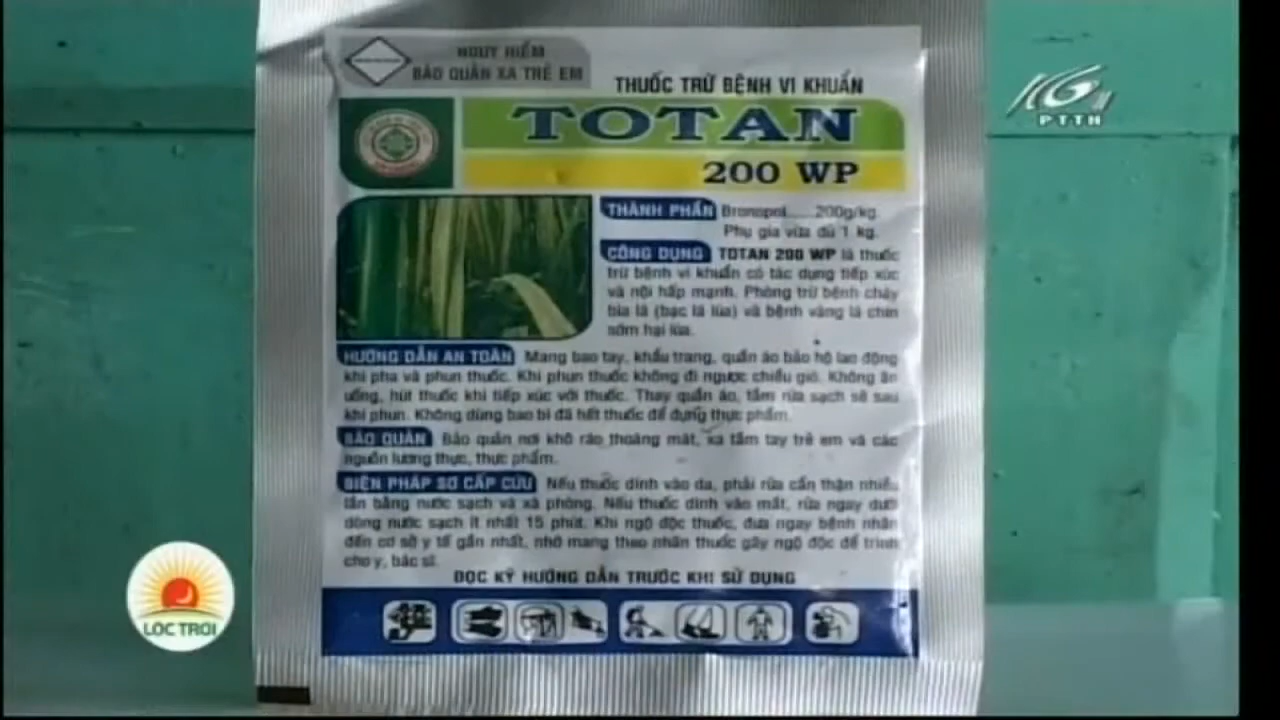 NGUY HIỂM
BẢO QUẢN XA TRẺ EM
THUỐC TRỪ BỆNH VI KHUẨN
TOTAN
200 WP
KG
PTTH
THÀNH PHẦN Bronopol.....200g/kg
Phụ gia vừa đủ 1 kg.
CÔNG DỤNG TOTAN 200 WP là thuốc
trừ bệnh vi khuẩn có tác dụng tiếp xúc
và nội hấp mạnh. Phòng trừ bệnh cháy
bìa lá (bạc lá lúa) và bệnh vàng lá chín
sớm hại lúa.
HƯỚNG DẪN AN TOÀN Mang bao tay, khẩu trang, quần áo bảo hộ lao động
khi pha và phun thuốc. Khi phun thuốc không đi ngược chiều gió. Không ăn
uống, hút thuốc khi tiếp xúc với thuốc. Thay quần áo, tắm rửa sạch sẽ sau
khi phun. Không dùng bao bì đã hết thuốc để đựng thực phẩm.
BẢO QUẢN Bảo quản nơi khô ráo thoáng mát, xa tầm tay trẻ em và các
nguồn lương thực, thực phẩm.
BIỆN PHÁP SƠ CẤP CỨU Nếu thuốc dính vào da, phải rửa cẩn thận nhiều
lần bằng nước sạch và xà phòng. Nếu thuốc dính vào mắt, rửa ngay dưới
dòng nước sạch ít nhất 15 phút. Khi ngộ độc thuốc, đưa ngay bệnh nhân
đến cơ sở y tế gần nhất, nhớ mang theo nhãn thuốc gây ngộ độc để trình
cho y, bác sĩ.
ĐỌC KỸ HƯỚNG DẪN TRƯỚC KHI SỬ DỤNG
LỘC TRỜI